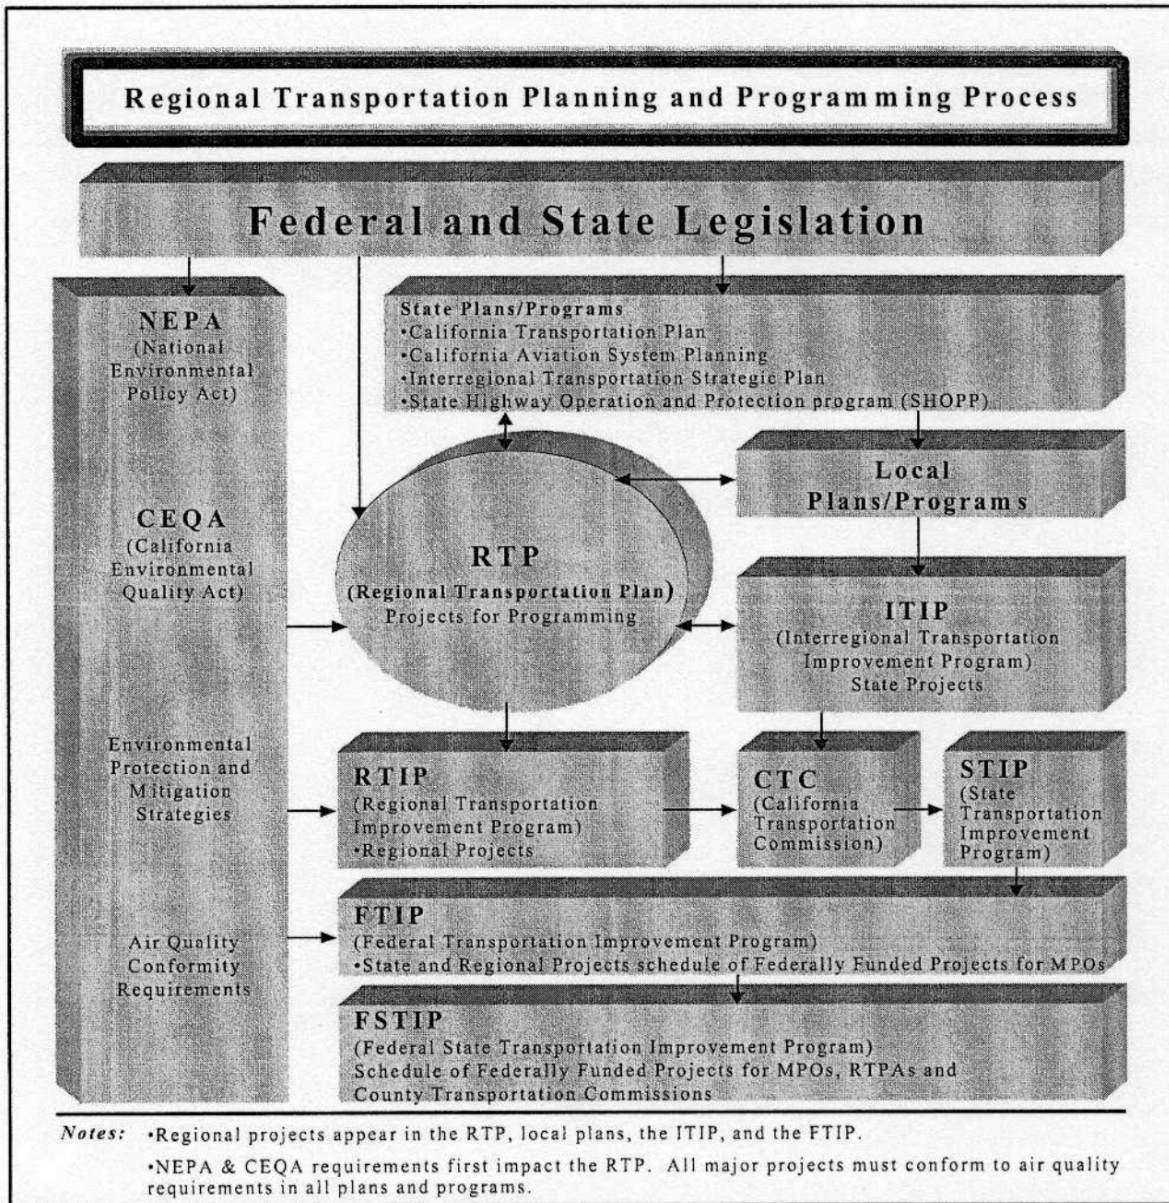 Regional Transportation Planning and Programming Process
Federal and State Legislation
NEPA
(National
Environmental
Policy Act)
CEQA
(California
Environmental
Quality Act)
Environmental
Protection and
Mitigation
Strategies
Air Quality
Conformity
Requirements
State Plans/Programs
•California Transportation Plan
•California Aviation System Planning
•Interregional Transportation Strategic Plan
•State Highway Operation and Protection program (SHOPP)
RTP
(Regional Transportation Plan)
Projects for Programming
Local
Plans/Programs
ITIP
(Interregional Transportation
Improvement Program)
State Projects
RTIP
(Regional Transportation
Improvement Program)
•Regional Projects
CTC
(California
Transportation
Commission)
STIP
(State
Transportation
Improvement
Program)
FTIP
(Federal Transportation Improvement Program)
•State and Regional Projects schedule of Federally Funded Projects for MPOs
FSTIP
(Federal State Transportation Improvement Program)
Schedule of Federally Funded Projects for MPOs, RTPAs and
County Transportation Commissions
Notes: •Regional projects appear in the RTP, local plans, the ITIP, and the FTIP.
•NEPA & CEQA requirements first impact the RTP. All major projects must conform to air quality
requirements in all plans and programs.